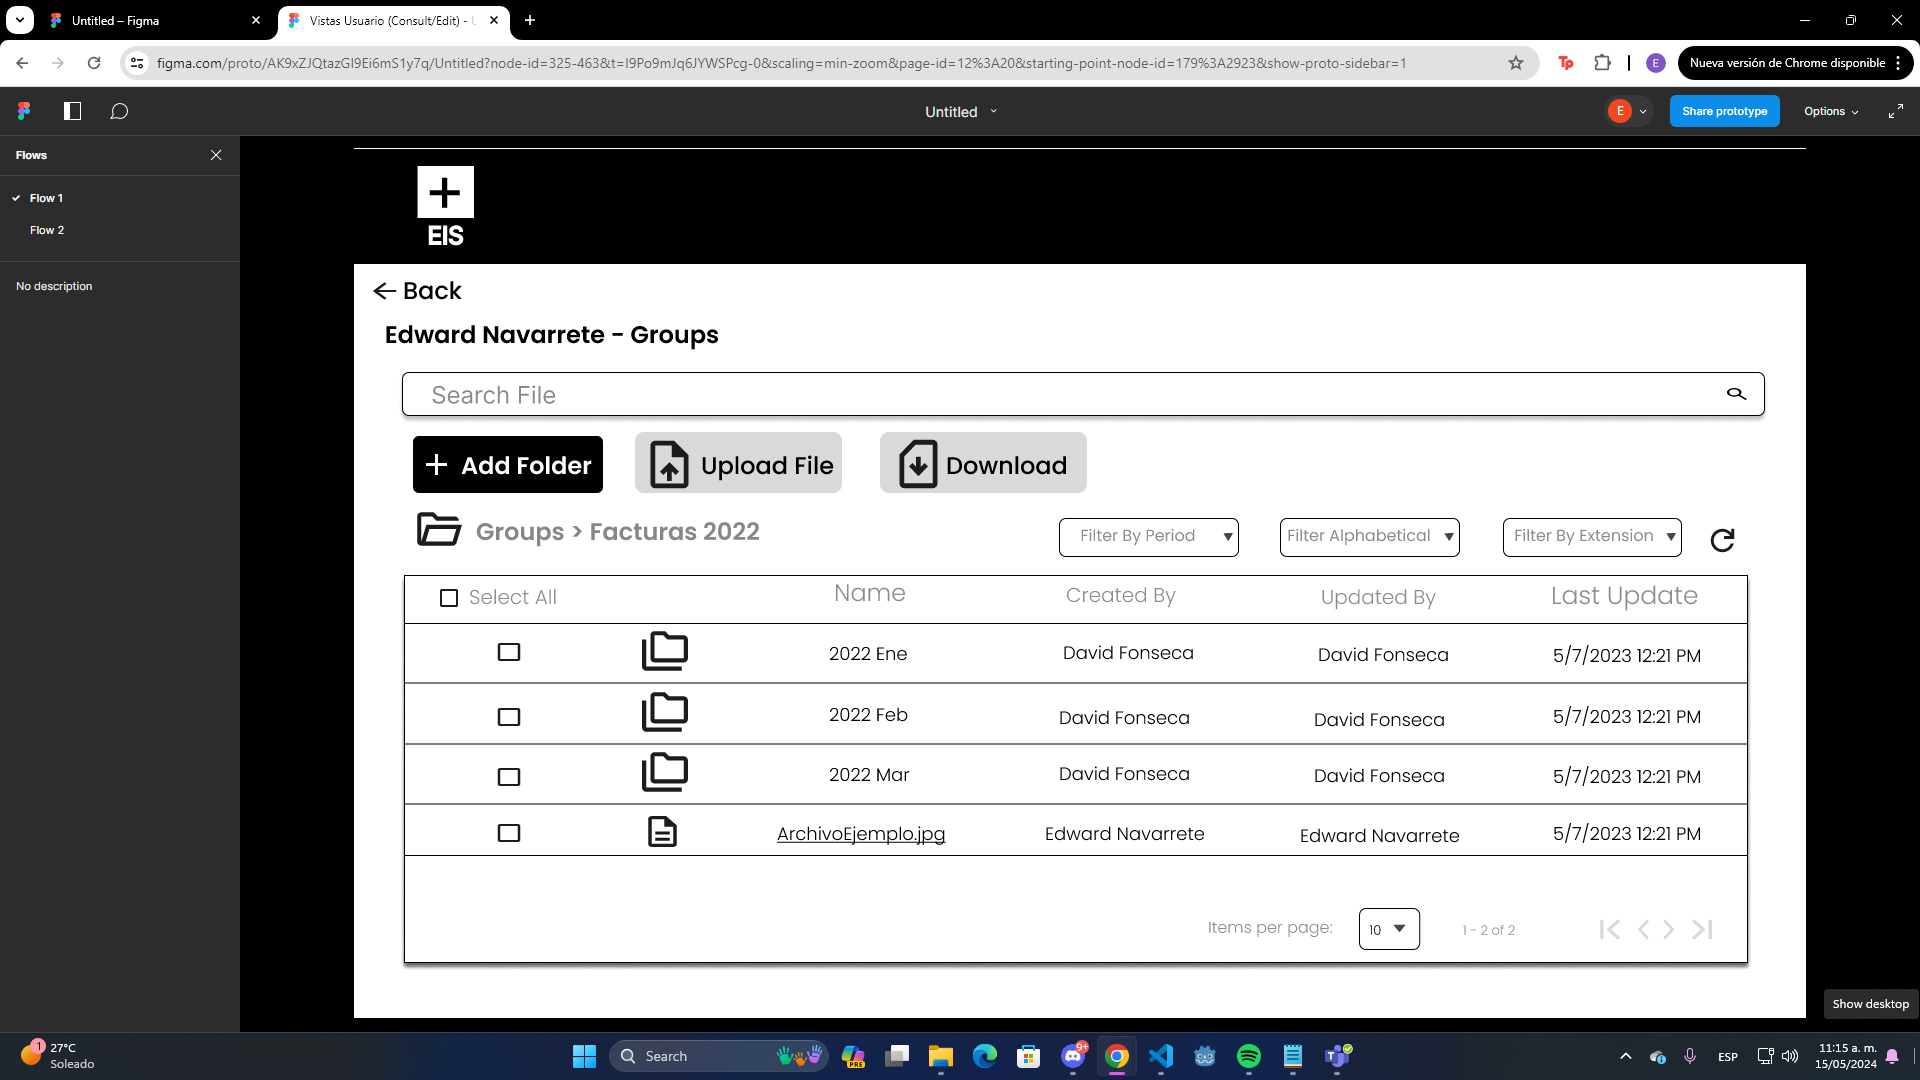 Untitled – Figma
Vistas Usuario (Consult/Edit) -
figma.com/proto/AK9xZJQtazGI9Ei6mS1y7q/Untitled?node-id=325-463&t=I9Po9mJq6JYWSPcg-0&scaling=min-zoom&page-id=12%3A20&starting-point-node-id=179%3A2923&show-proto-sidebar=1
Tp
E
Nueva versión de Chrome disponible
Untitled
E
Share prototype
Options
Flows
Flow 1
Flow 2
No description
EIS
Back
Edward Navarrete - Groups
Search File
Add Folder
Upload File
Download
Groups > Facturas 2022
Filter By Period
Filter Alphabetical
Filter By Extension
Select All Name Created By Updated By Last Update
2022 Ene David Fonseca David Fonseca 5/7/2023 12:21 PM
2022 Feb David Fonseca David Fonseca 5/7/2023 12:21 PM
2022 Mar David Fonseca David Fonseca 5/7/2023 12:21 PM
ArchivoEjemplo.jpg Edward Navarrete Edward Navarrete 5/7/2023 12:21 PM
Items per page: 10 1 - 2 of 2
Show desktop
1
27°C
Soleado
Search
PRE
9+
ESP
11:15 a. m.
15/05/2024